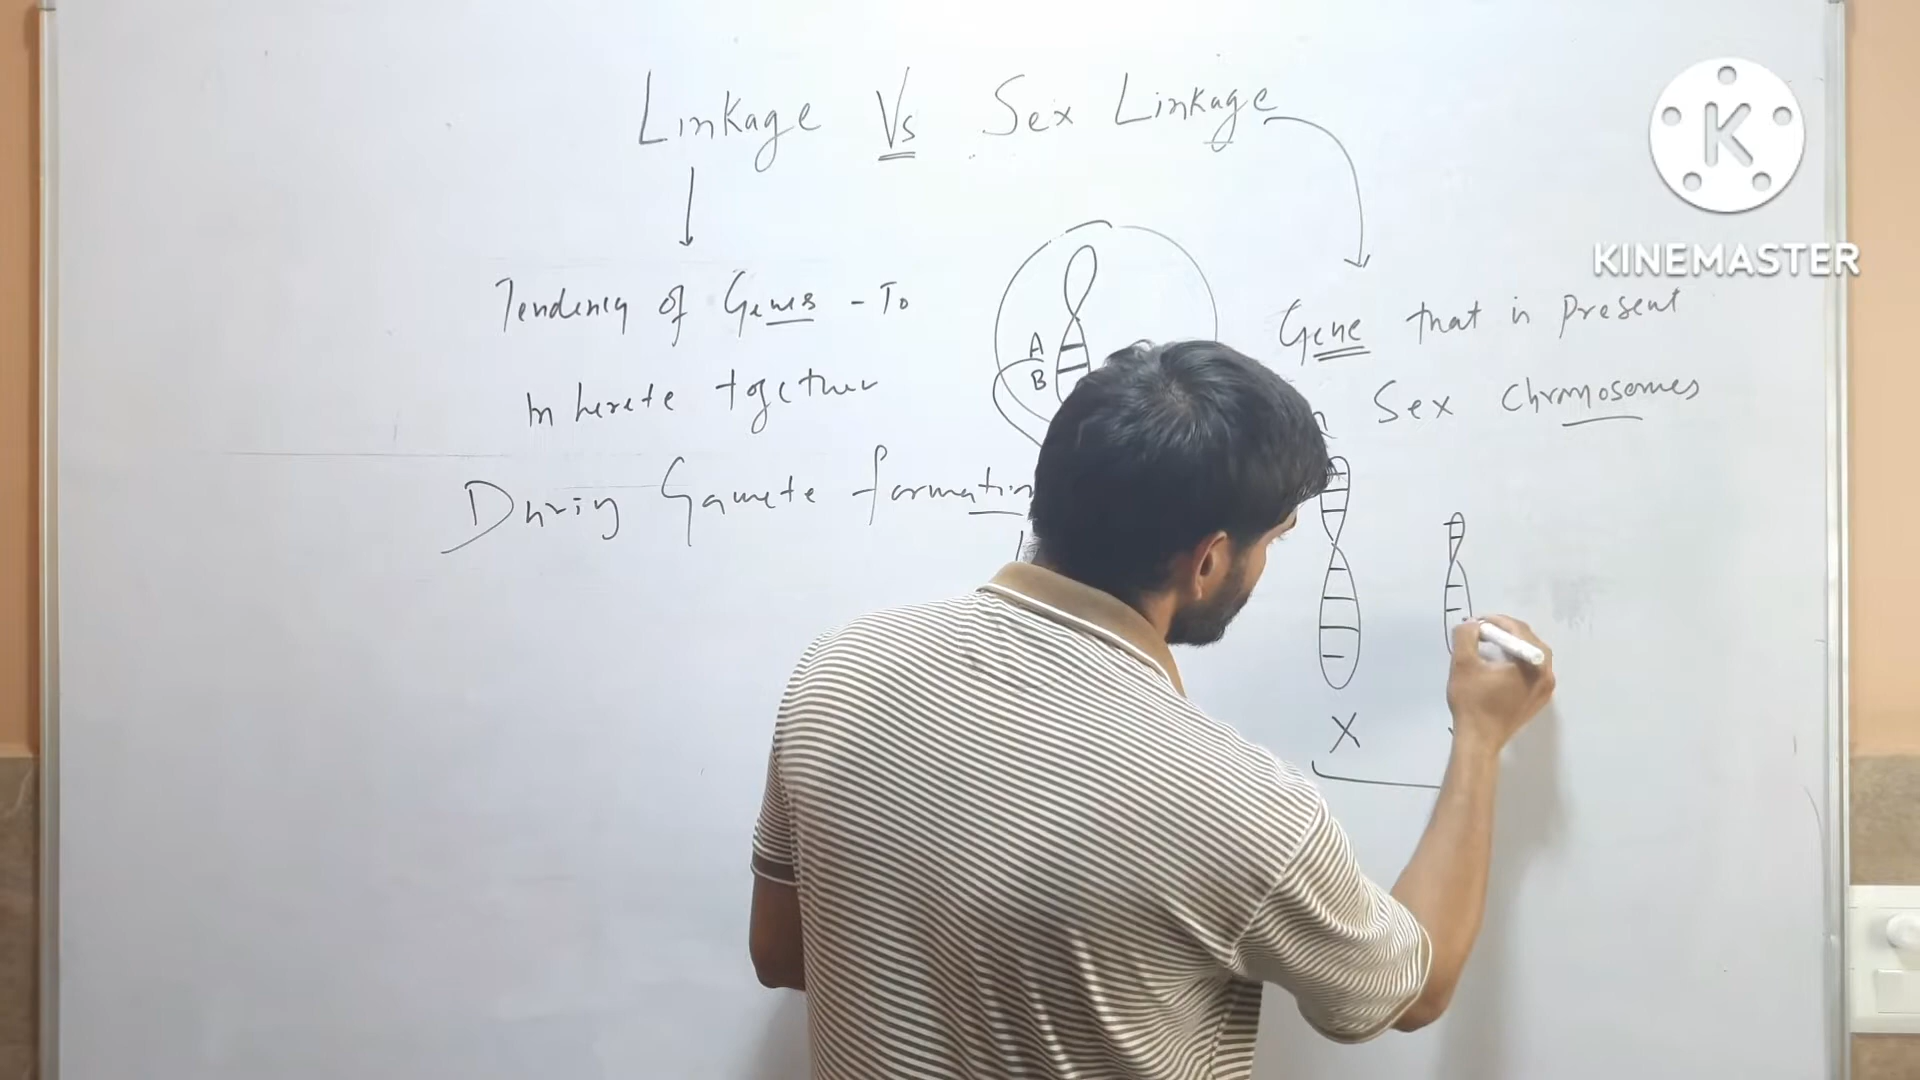 Linkage Vs Sex Linkage
Tendency of Genes - To
Inherete together
During Gamete formation
A
B
Gene that is Present
Sex Chromosomes
X
K
KINEMASTER